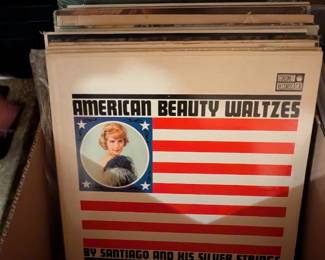 AMERICAN BEAUTY WALTZES
BY SANTIAGO AND HIS SILVER STRINGS